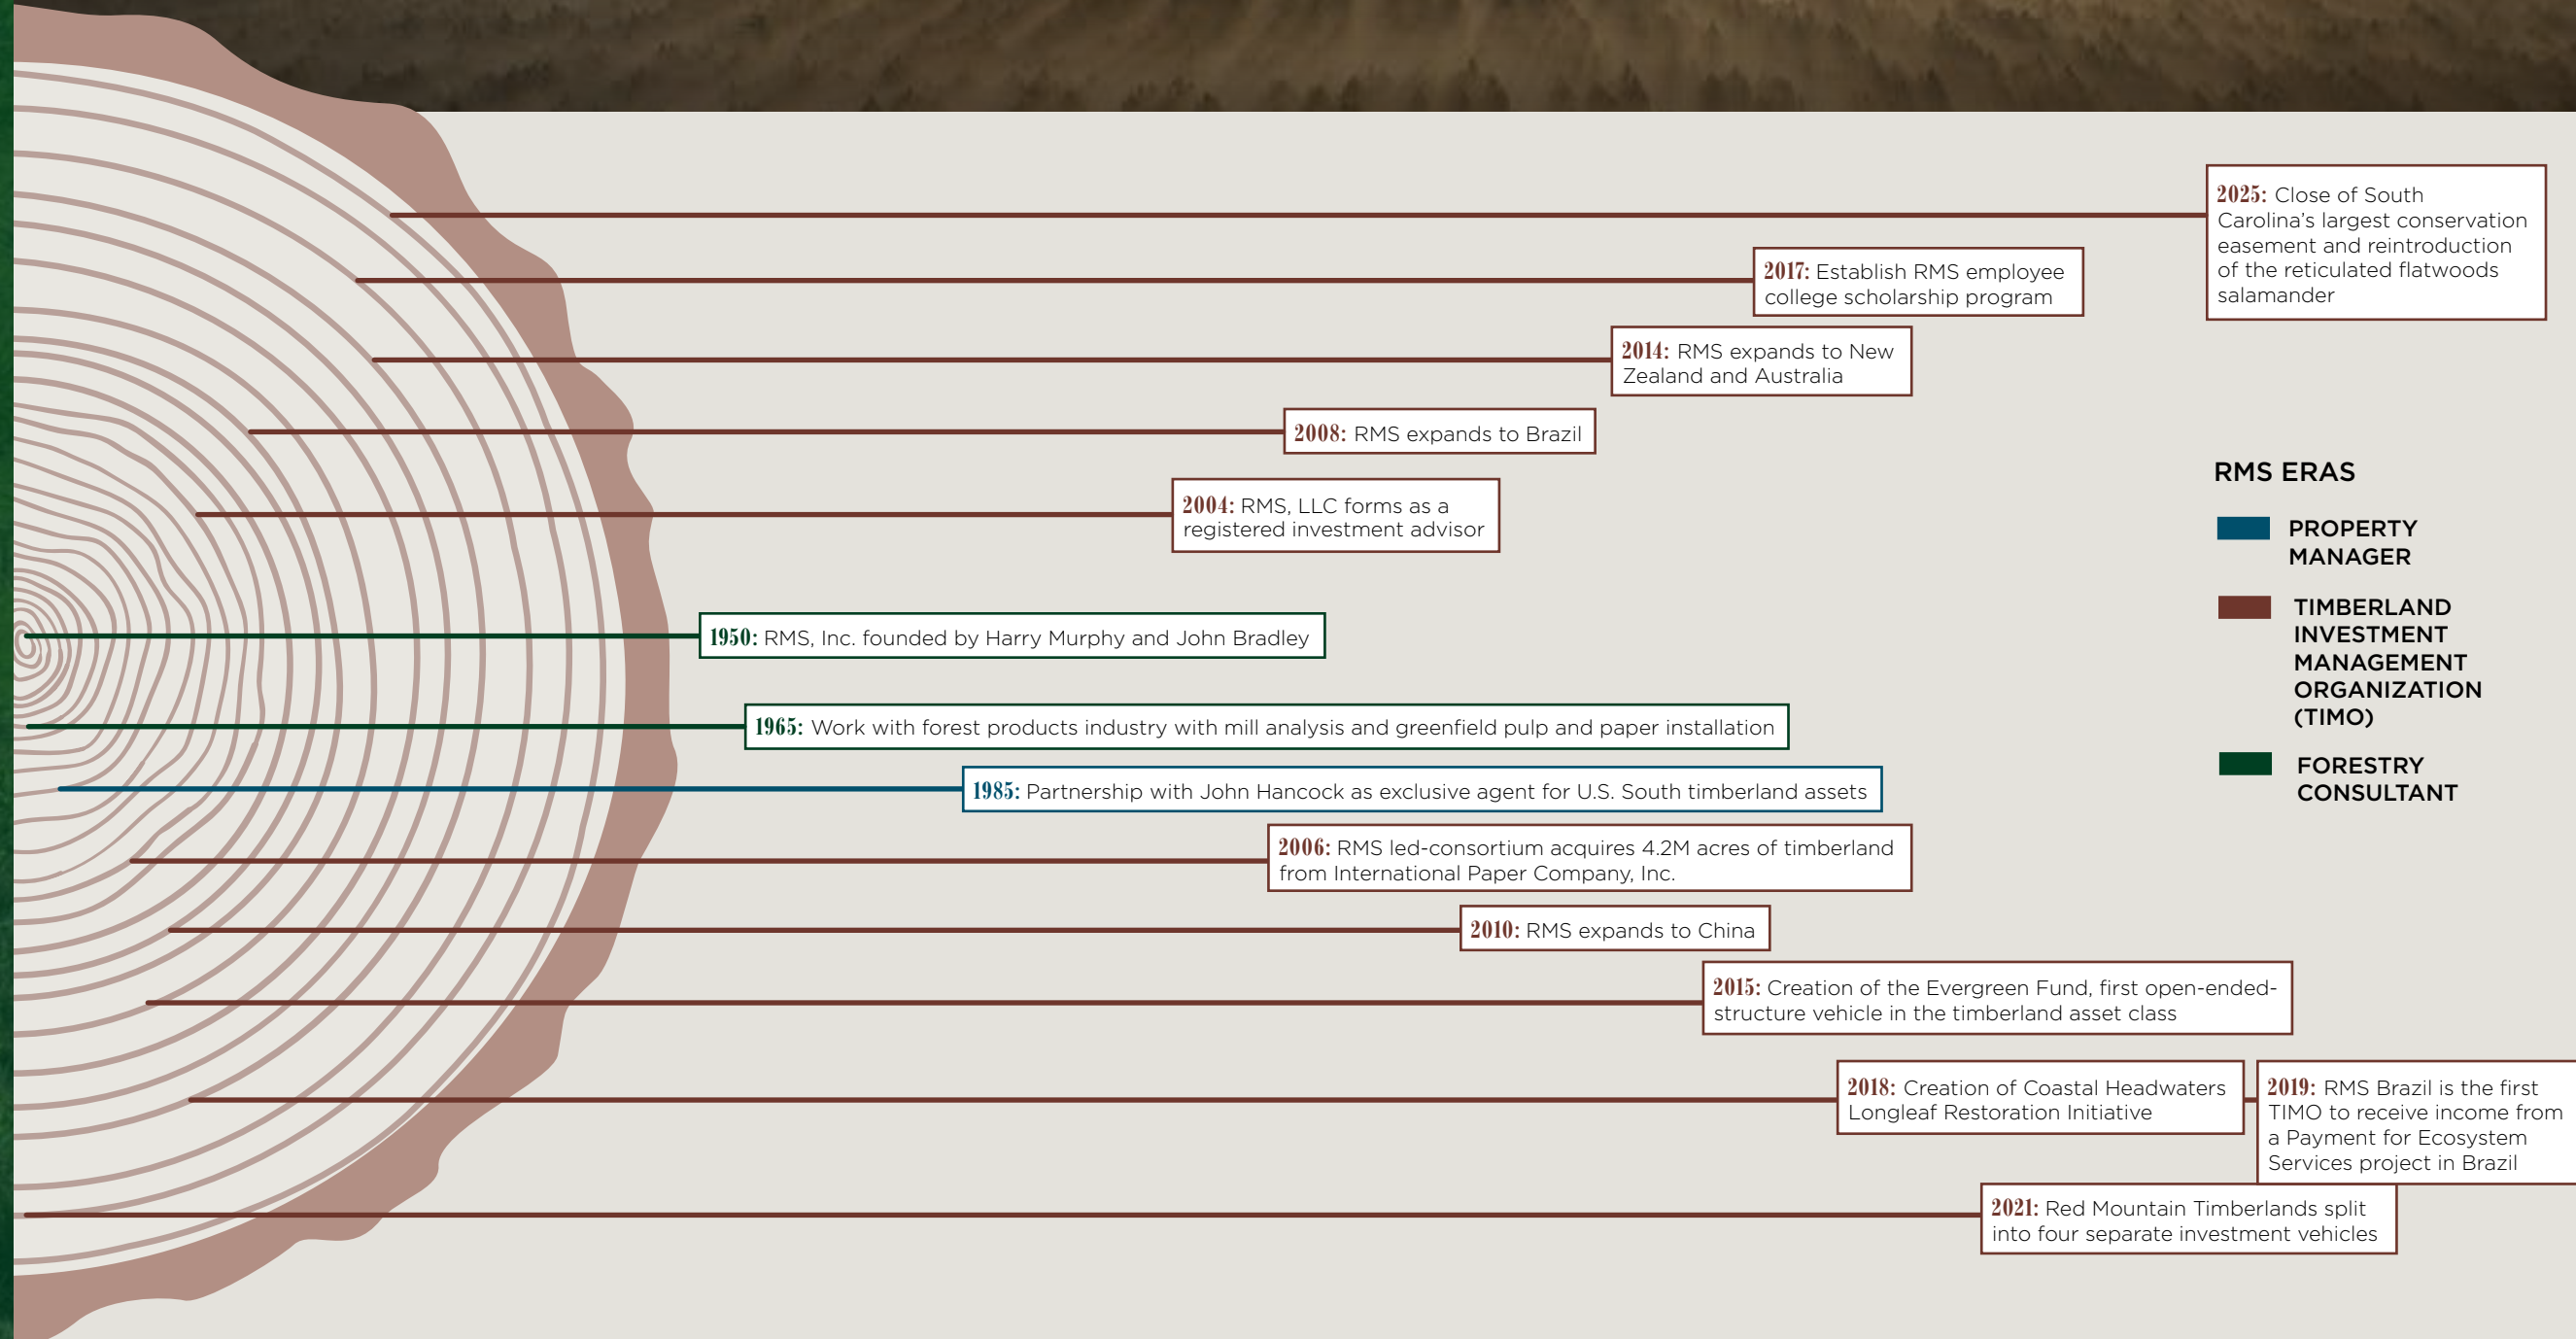 2025: Close of South
Carolina’s largest conservation
easement and reintroduction
of the reticulated flatwoods
salamander
2017: Establish RMS employee
college scholarship program
2014: RMS expands to New
Zealand and Australia
2008: RMS expands to Brazil
2004: RMS, LLC forms as a
registered investment advisor
1950: RMS, Inc. founded by Harry Murphy and John Bradley
1965: Work with forest products industry with mill analysis and greenfield pulp and paper installation
1985: Partnership with John Hancock as exclusive agent for U.S. South timberland assets
2006: RMS led-consortium acquires 4.2M acres of timberland
from International Paper Company, Inc.
2010: RMS expands to China
2015: Creation of the Evergreen Fund, first open-ended-
structure vehicle in the timberland asset class
2018: Creation of Coastal Headwaters
Longleaf Restoration Initiative
2019: RMS Brazil is the first
TIMO to receive income from
a Payment for Ecosystem
Services project in Brazil
2021: Red Mountain Timberlands split
into four separate investment vehicles
RMS ERAS
PROPERTY
MANAGER
TIMBERLAND
INVESTMENT
MANAGEMENT
ORGANIZATION
(TIMO)
FORESTRY
CONSULTANT